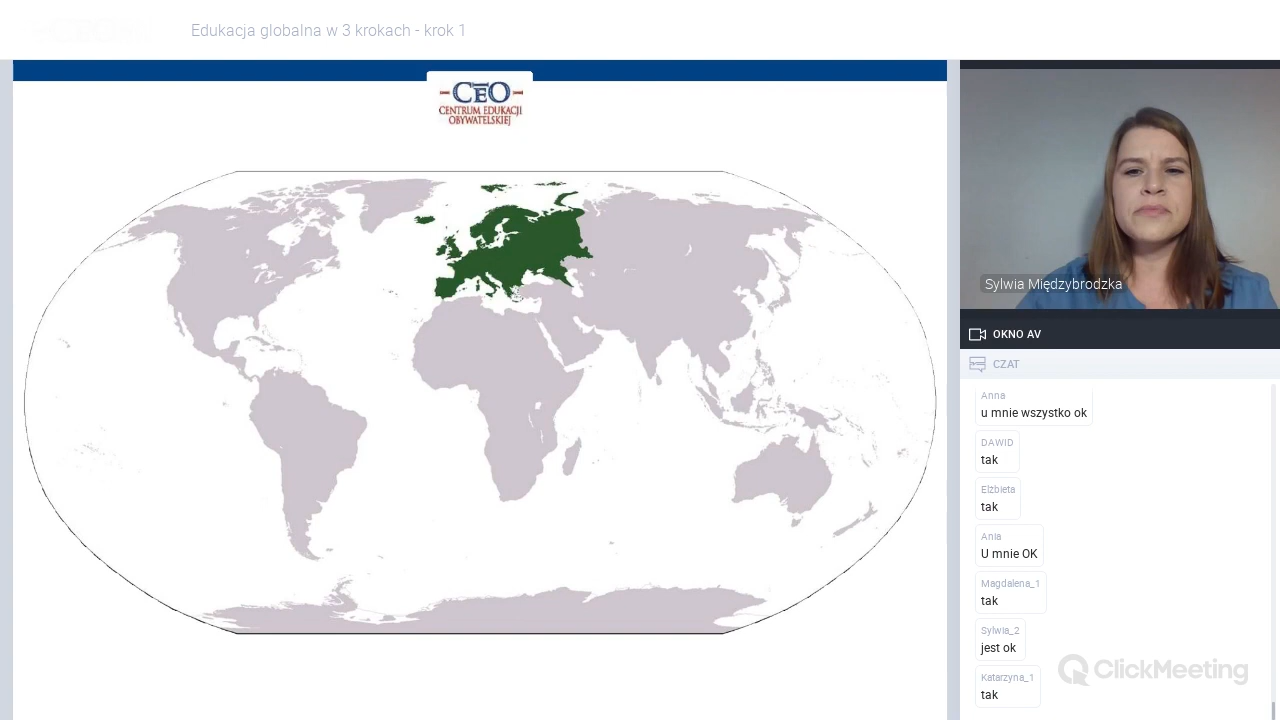 Edukacja globalna w 3 krokach - krok 1
CEO
CENTRUM EDUKACJI
OBYWATELSKIEJ
Sylwia Międzybrodzka
OKNO AV
CZAT
Anna
u mnie wszystko ok
DAWID
tak
Elżbieta
tak
Ania
U mnie OK
Magdalena_1
tak
Sylwia_2
jest ok
Katarzyna_1
tak
ClickMeeting